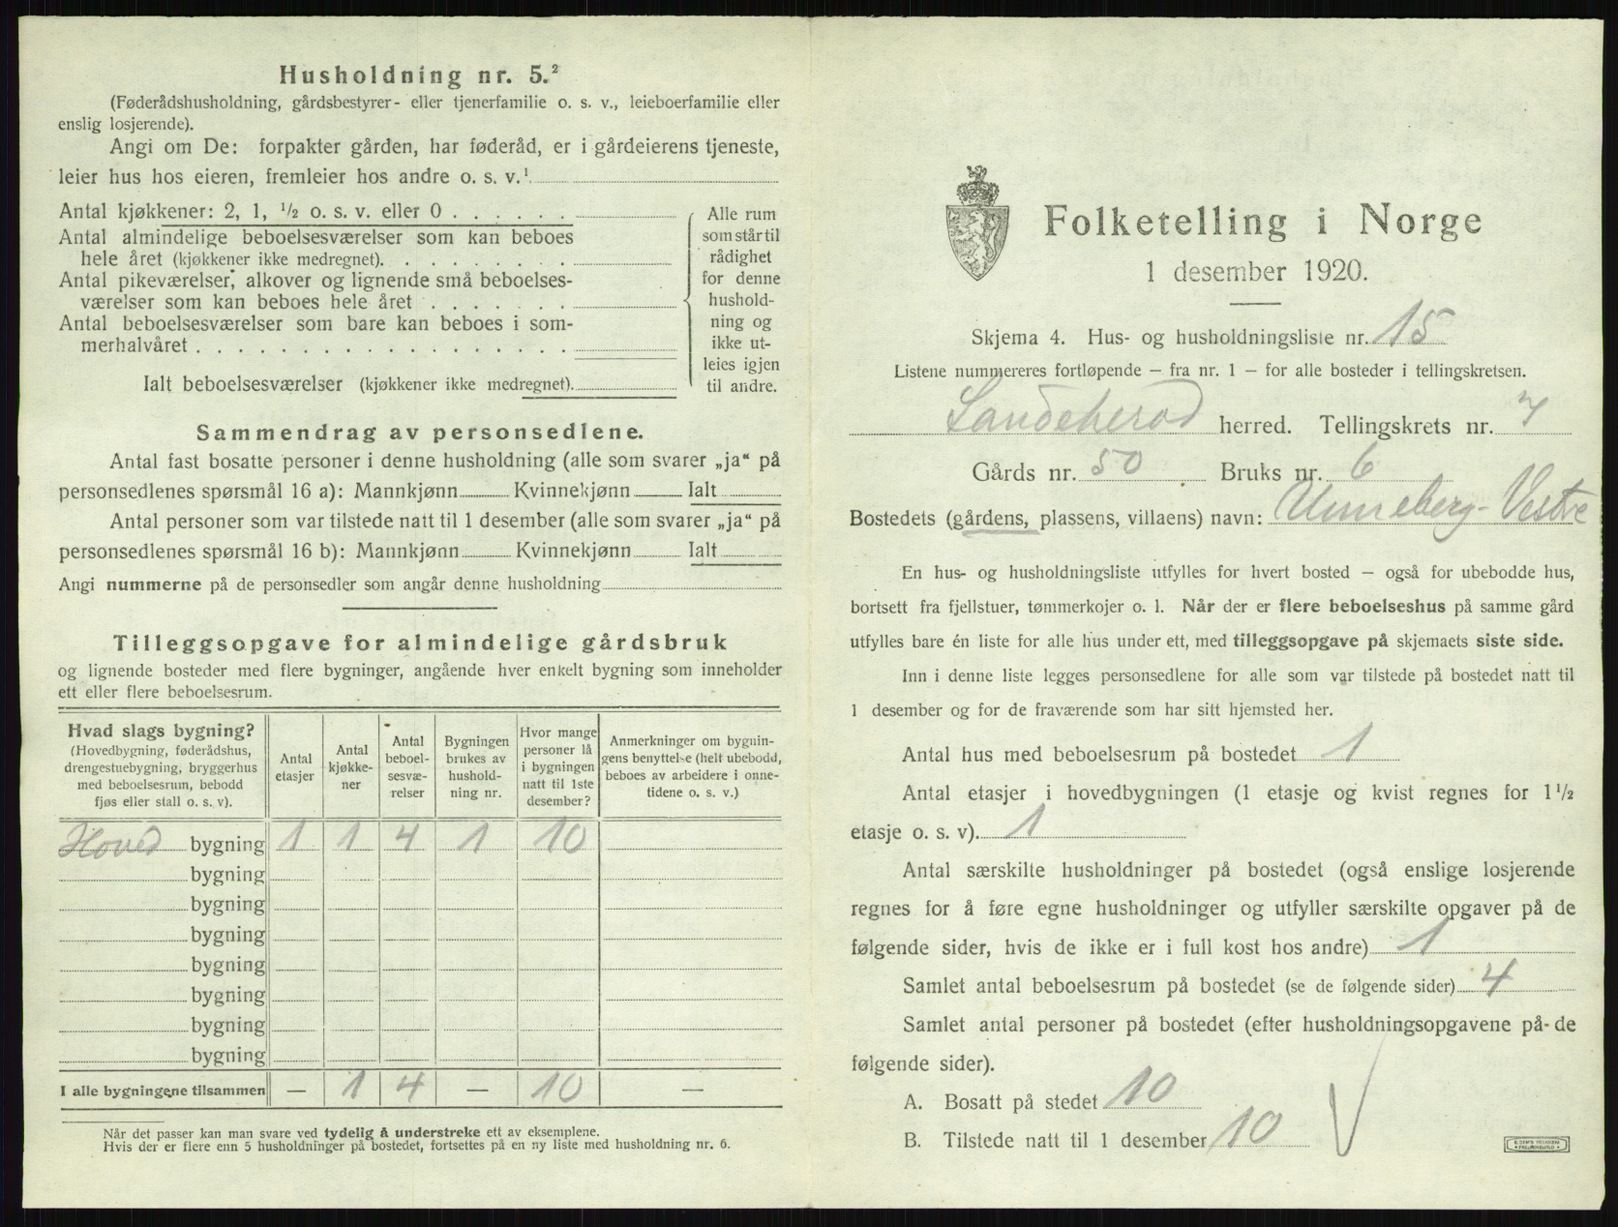 Husholdning nr. 5.²
(Føderådshusholdning, gårdsbestyrer- eller tjenerfamilie o. s. v., leieboerfamilie eller
enslig losjerende).
Angi om De: forpakter gården, har føderåd, er i gårdeierens tjeneste,
leier hus hos eieren, fremleier hos andre o. s. v.¹
Antal kjøkkener: 2, 1, ½ o. s. v. eller 0 . . . . . .
Antal almindelige beboelsesværelser som kan beboes
hele året (kjøkkener ikke medregnet). . . . . . . . .
Antal pikeværelser, alkover og lignende små beboelses-
værelser som kan beboes hele året . . . . . . .
Antal beboelsesværelser som bare kan beboes i som-
merhalvåret . . . . . . . . . . . . . . . . . .
Ialt beboelsesværelser (kjøkkener ikke medregnet).
Alle rum
som står til
rådighet
for denne
hushold-
ning og
ikke ut-
leies igjen
til andre.
Sammendrag av personsedlene.
Antal fast bosatte personer i denne husholdning (alle som svarer „ja“ på
personsedlenes spørsmål 16 a): Mannkjønn Kvinnekjønn Ialt
Antal personer som var tilstede natt til 1 desember (alle som svarer „ja“ på
personsedlenes spørsmål 16 b): Mannkjønn Kvinnekjønn Ialt
Angi nummerne på de personsedler som angår denne husholdning
Tilleggsopgave for almindelige gårdsbruk
og lignende bosteder med flere bygninger, angående hver enkelt bygning som inneholder
ett eller flere beboelsesrum.
Hvad slags bygning?
(Hovedbygning, føderådshus,
drengestuebygning, bryggerhus
med beboelsesrum, bebodd
fjøs eller stall o. s. v).
Antal
etasjer
Antal
kjøkke-
ner
Antal
beboel-
sesvæ-
relser
Bygningen
brukes av
hushold-
ning nr.
Hvor mange
personer lå
i bygningen
natt til 1ste
desember?
Anmerkninger om bygnin-
gens benyttelse (helt ubebodd,
beboes av arbeidere i onne-
tidene o. s. v.)
Hoved bygning 1 1 4 1 10
bygning
bygning
bygning
bygning
bygning
bygning
bygning
I alle bygningene tilsammen — 1 4 — 10 —
Når det passer kan man svare ved tydelig å understreke ett av eksemplene.
Hvis der er flere enn 5 husholdninger på bostedet, fortsettes på en ny liste med husholdning nr. 6.
Folketelling i Norge
1 desember 1920.
Skjema 4. Hus- og husholdningsliste nr. 15
Listene nummereres fortløpende — fra nr. 1 — for alle bosteder i tellingskretsen.
Sandeherad herred. Tellingskrets nr. 7
Gårds nr. 50 Bruks nr. 6
Bostedets (gårdens, plassens, villaens) navn: Unneberg-Vestre
En hus- og husholdningsliste utfylles for hvert bosted — også for ubebodde hus,
bortsett fra fjellstuer, tømmerkojer o. l. Når der er flere beboelseshus på samme gård
utfylles bare én liste for alle hus under ett, med tilleggsopgave på skjemaets siste side.
Inn i denne liste legges personsedlene for alle som var tilstede på bostedet natt til
1 desember og for de fraværende som har sitt hjemsted her.
Antal hus med beboelsesrum på bostedet 1
Antal etasjer i hovedbygningen (1 etasje og kvist regnes for 1½
etasje o. s. v). 1
Antal særskilte husholdninger på bostedet (også enslige losjerende
regnes for å føre egne husholdninger og utfyller særskilte opgaver på de
følgende sider, hvis de ikke er i full kost hos andre) 1
Samlet antal beboelsesrum på bostedet (se de følgende sider) 4
Samlet antal personer på bostedet (efter husholdningsopgavene på de
følgende sider).
A. Bosatt på stedet 10
B. Tilstede natt til 1 desember 10